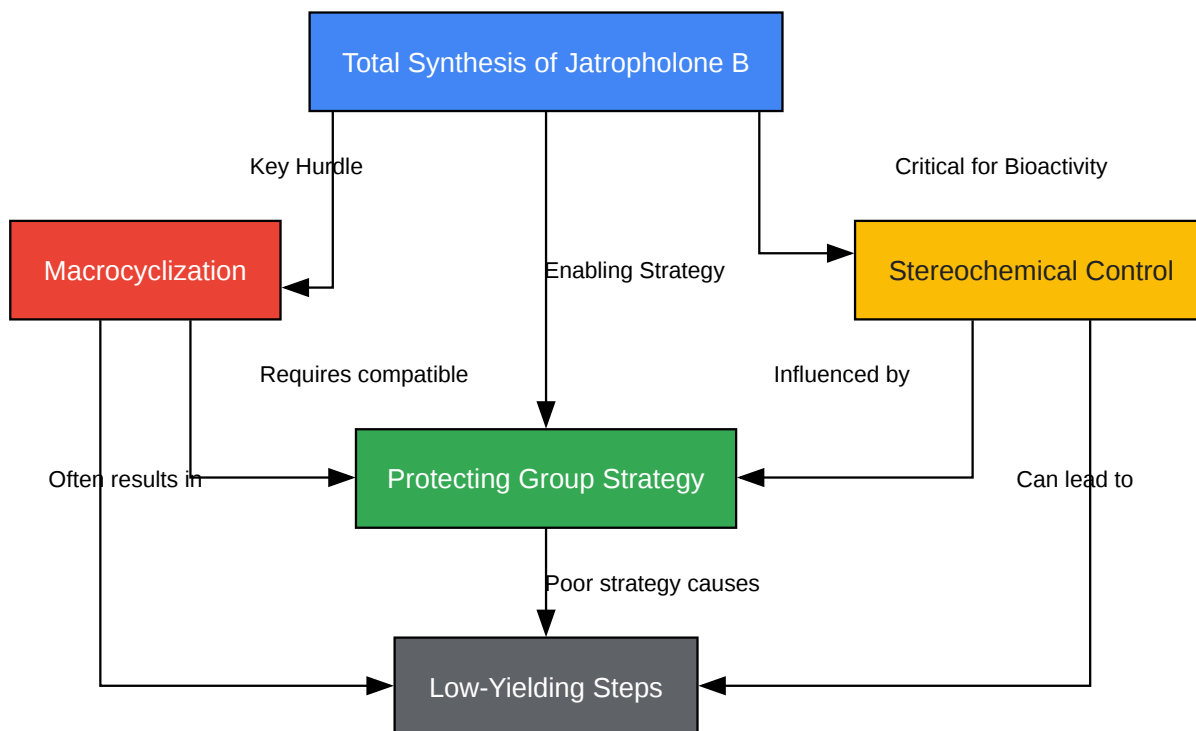 Total Synthesis of Jatropholone B
Key Hurdle
Critical for Bioactivity
Macrocyclization
Enabling Strategy
Stereochemical Control
Requires compatible
Influenced by
Often results in
Protecting Group Strategy
Can lead to
Poor strategy causes
Low-Yielding Steps